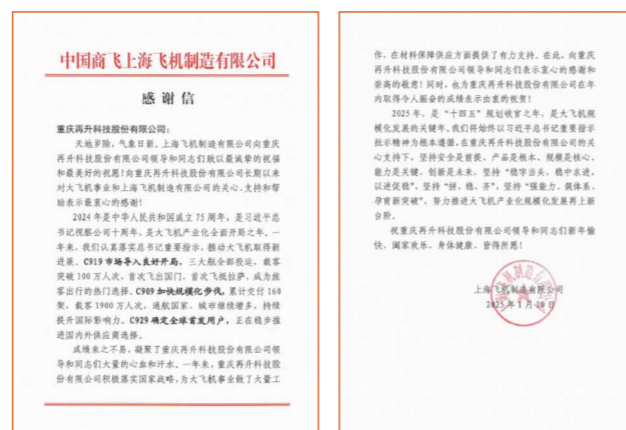 中国商飞上海飞机制造有限公司
感谢信
重庆再升科技股份有限公司：
天地岁除，气象日新。上海飞机制造有限公司向重庆
再升科技股份有限公司领导和同志们致以最诚挚的祝福
和最美好的祝愿！向重庆再升科技股份有限公司长期以来
对大飞机事业和上海飞机制造有限公司的关心、支持和帮
助表示最衷心的感谢！
2024年是中华人民共和国成立75周年，是习近平总
书记视察公司十周年、是大飞机产业化全面开局之年。一
年来，我们认真落实总书记重要指示，推动大飞机取得新
进展。C919市场导入良好开局，三大航全部投运，载客
突破100万人次，首次飞出国门，首次飞抵拉萨，成为旅
客出行的热门选择。C909加快规模化步伐，累计交付160
架，载客1900万人次，通航国家、城市继续增多，持续
提升国际影响力。C929确定全球首发用户，正在稳步推
进国内外供应商选择。
成绩来之不易，凝聚了重庆再升科技股份有限公司领
导和同志们大量的心血和汗水。一年来，重庆再升科技股
份有限公司积极落实国家战略，为大飞机事业做了大量工
作，在材料保障供应方面提供了有力支持。在此，向重庆
再升科技股份有限公司领导和同志们表示衷心的感谢和
崇高的敬意！同时，也为重庆再升科技股份有限公司在年
内取得令人振奋的成绩表示由衷的祝贺！
2025年，是“十四五”规划收官之年，是大飞机规
模化发展的关键年。我们将始终以习近平总书记重要指示
批示精神为根本遵循，在重庆再升科技股份有限公司的关
心支持下，坚持安全是前提、产品是根本、规模是核心、
能力是关键、创新是未来，坚持“稳字当头、稳中求进，
以进促稳”，坚持“拼、稳、齐”，坚持“强能力、筑体系、
孕育新突破”，努力推进大飞机产业化规模化发展再上新
台阶。
祝重庆再升科技股份有限公司领导和同志们新年愉
快、阖家欢乐、身体健康、皆得所愿！
上海飞机制造有限公司
2025年1月10日